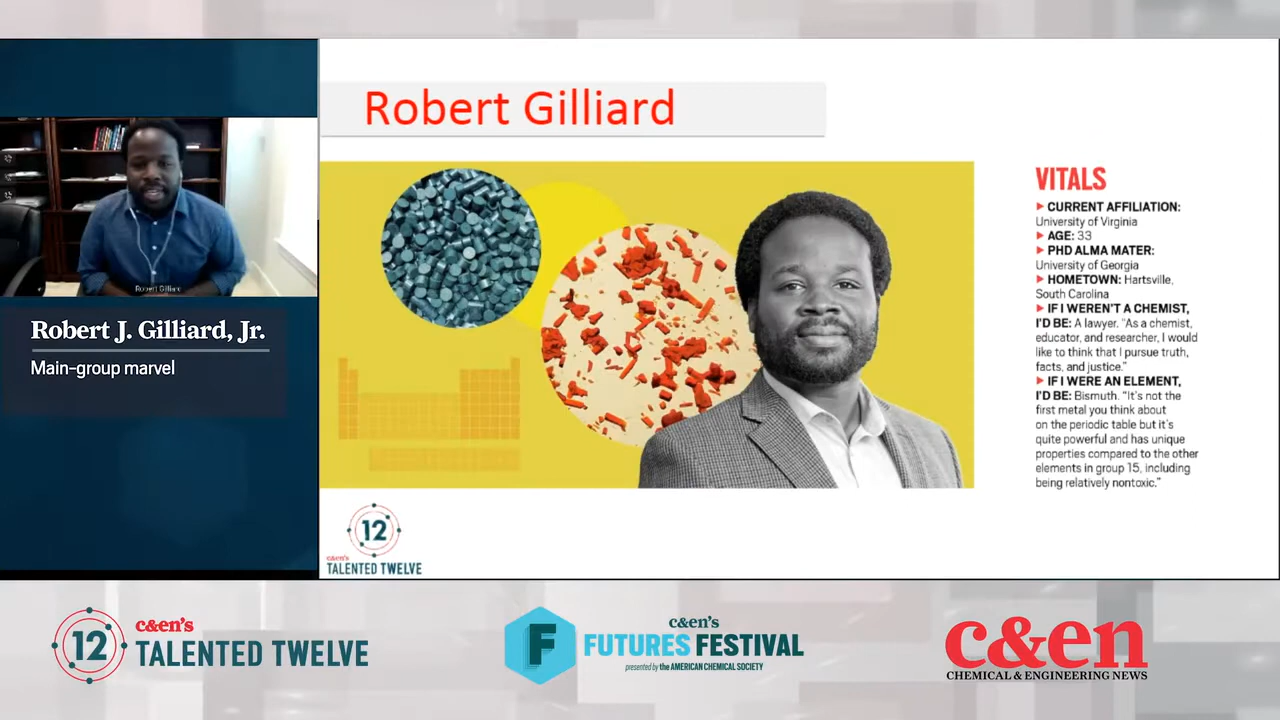 Robert Gilliard
Robert Gilliard
Robert J. Gilliard, Jr.
Main-group marvel
VITALS
CURRENT AFFILIATION:
University of Virginia
AGE: 33
PHD ALMA MATER:
University of Georgia
HOMETOWN: Hartsville,
South Carolina
IF I WEREN'T A CHEMIST,
I'D BE: A lawyer. "As a chemist,
educator, and researcher, I would
like to think that I pursue truth,
facts, and justice."
IF I WERE AN ELEMENT,
I'D BE: Bismuth. "It's not the
first metal you think about
on the periodic table but it's
quite powerful and has unique
properties compared to the other
elements in group 15, including
being relatively nontoxic."
12
c&en's
TALENTED TWELVE
12
c&en's
TALENTED TWELVE
F
c&en's
FUTURES FESTIVAL
presented by the AMERICAN CHEMICAL SOCIETY
c&en
CHEMICAL & ENGINEERING NEWS